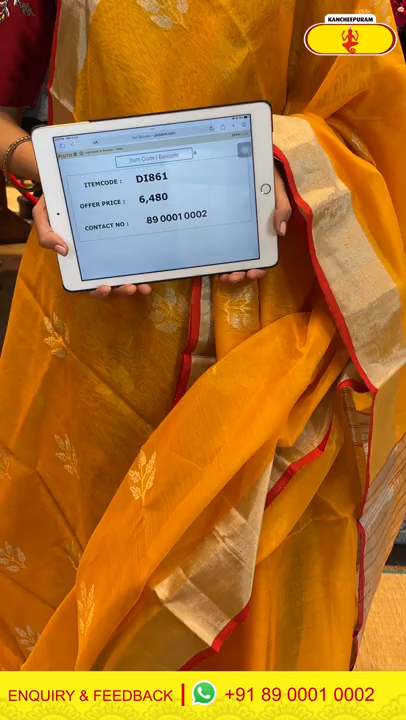 KANCHEEPURAM
Item Code | Barcode
ITEMCODE : DI861
OFFER PRICE : 6,480
CONTACT NO : 89 0001 0002
ENQUIRY & FEEDBACK | +91 89 0001 0002